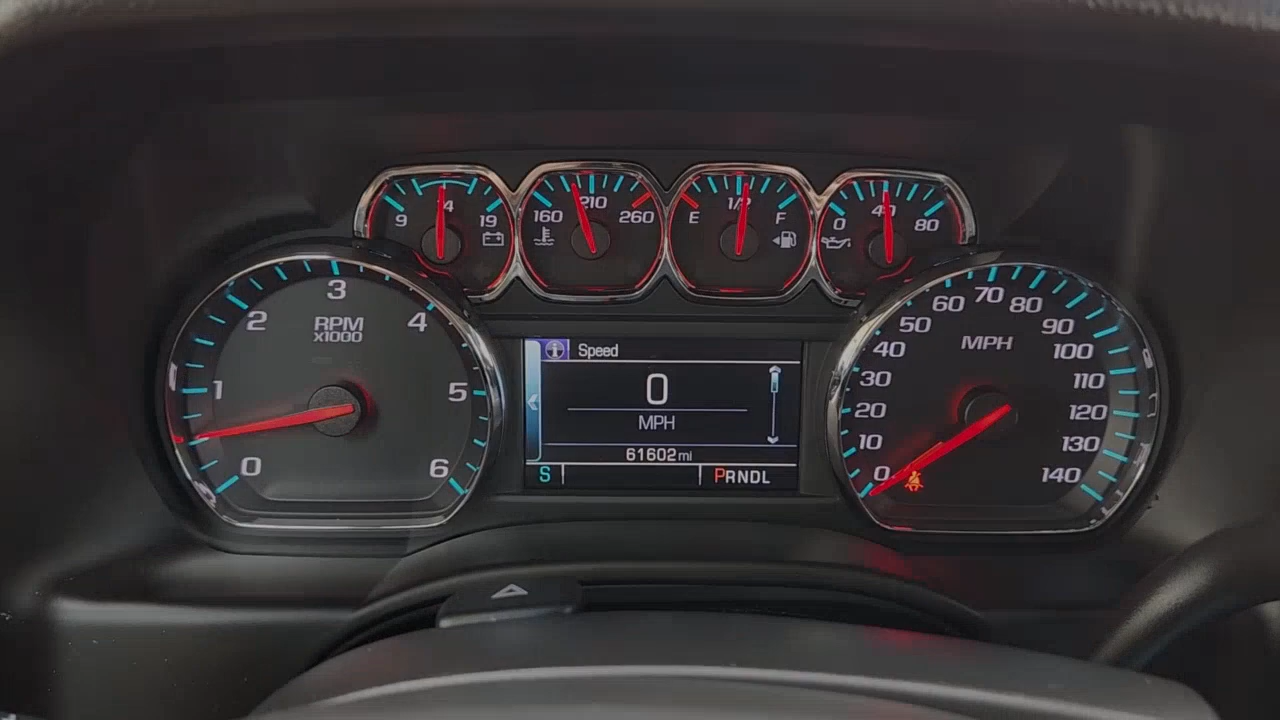 9 14 19
160 210 260
E 1/2 F
0 40 80
0 1 2 3 4 5 6
RPM
x1000
Speed
0
MPH
61602mi
S PRNDL
0 10 20 30 40 50 60 70 80 90 100 110 120 130 140
MPH